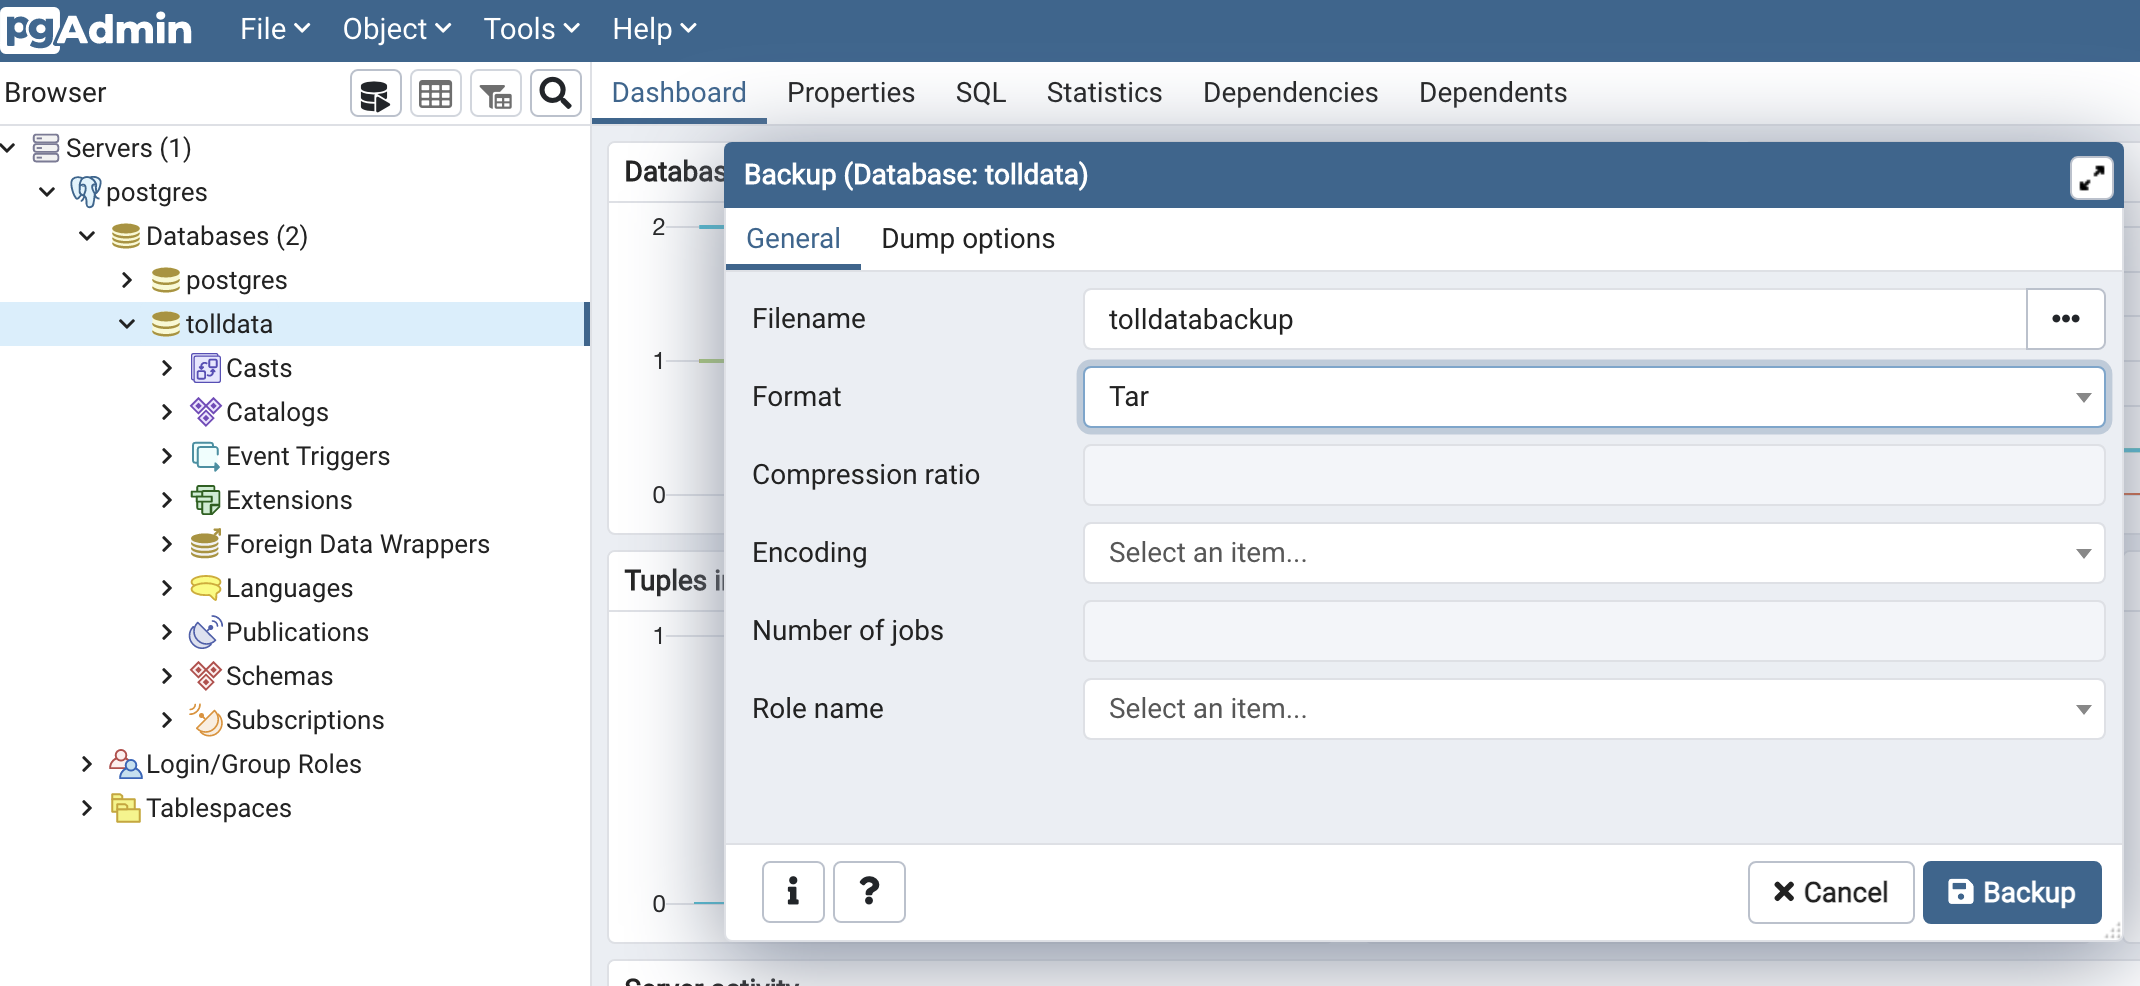 pgAdmin File Object Tools Help
Browser
Dashboard Properties SQL Statistics Dependencies Dependents
Servers (1)
postgres
Databases (2)
postgres
tolldata
Casts
Catalogs
Event Triggers
Extensions
Foreign Data Wrappers
Languages
Publications
Schemas
Subscriptions
Login/Group Roles
Tablespaces
2
1
0
Tuples
1
0
Server activity
Backup (Database: tolldata)
General Dump options
Filename tolldatabackup •••
Format Tar
Compression ratio
Encoding Select an item...
Number of jobs
Role name Select an item...
i ? Cancel Backup